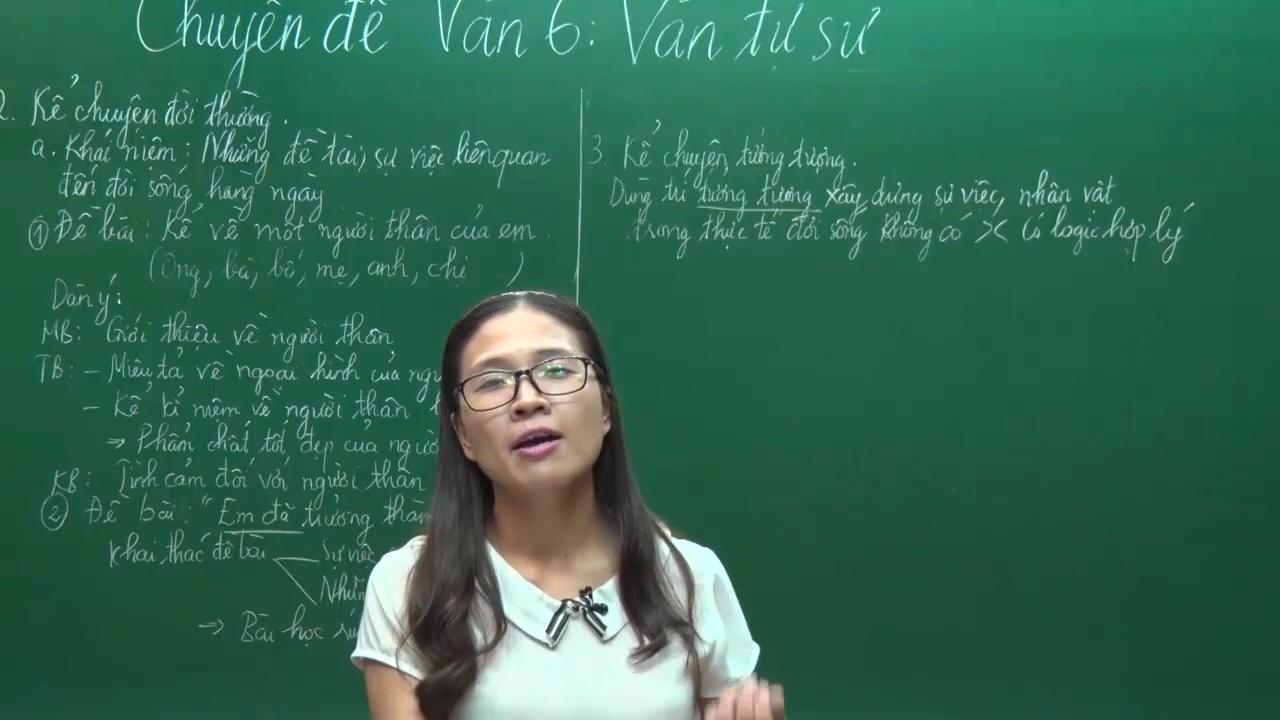 Chuyên đề Văn 6: Văn tự sự
2. Kể chuyện đời thường.
a. Khái niệm: Những đề tài, sự việc liên quan
đến đời sống hàng ngày
① Đề bài: Kể về một người thân của em.
(Ông, bà, bố, mẹ, anh, chị )
Dàn ý:
MB: Giới thiệu về người thân
TB: - Miêu tả về ngoại hình của
- Kể kỉ niệm về người thân
⇒ Phẩm chất tốt đẹp của
KB: Tình cảm đối với người thân
② Đề bài: "Em đã trưởng
Khai thác đề bài
Sự việc
→ Bài học
3. Kể chuyện tưởng tượng.
Dùng trí tưởng tượng xây dựng sự việc, nhân vật
trong thực tế đời sống không có >< Có logic hợp lý